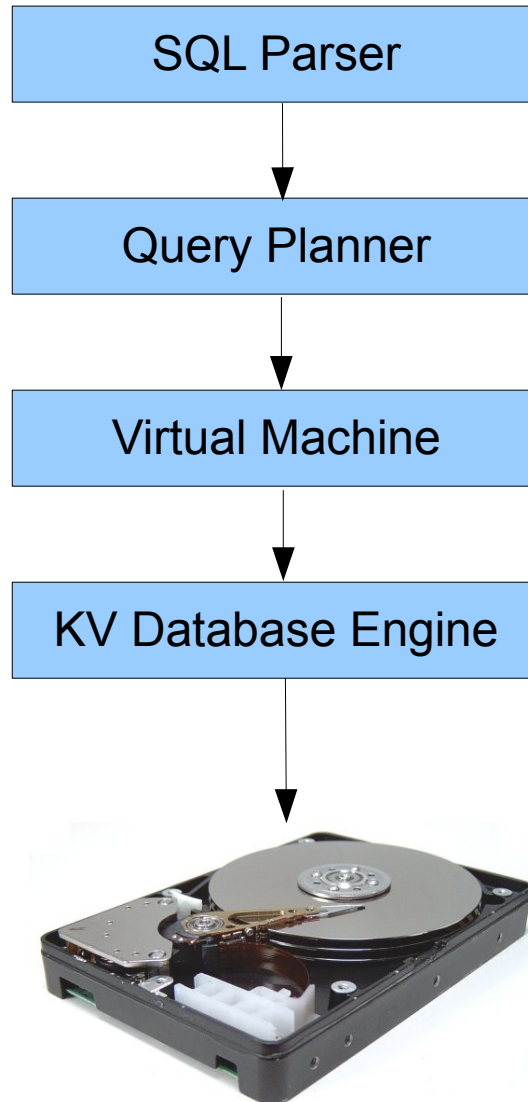 SQL Parser
Query Planner
Virtual Machine
KV Database Engine